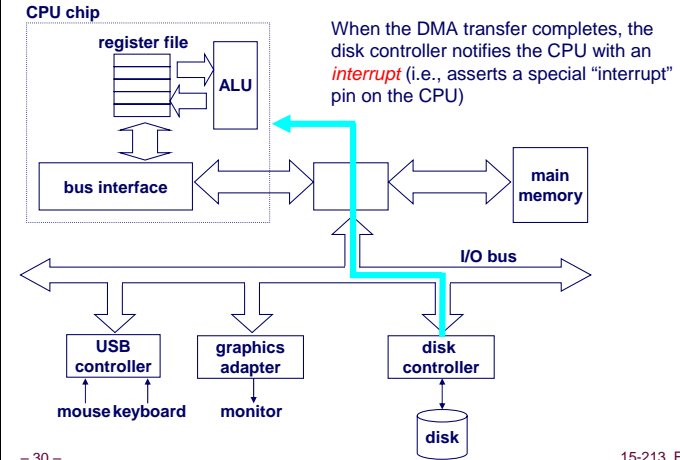 CPU chip
register file
ALU
When the DMA transfer completes, the
disk controller notifies the CPU with an
interrupt (i.e., asserts a special “interrupt”
pin on the CPU)
bus interface
main
memory
I/O bus
USB
controller
graphics
adapter
disk
controller
mouse keyboard
monitor
disk
– 30 –
15-213, F